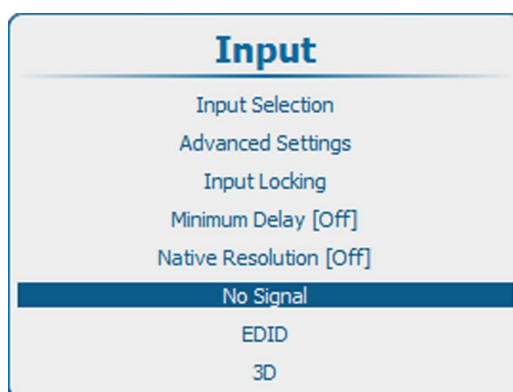 Input
Input Selection
Advanced Settings
Input Locking
Minimum Delay [Off]
Native Resolution [Off]
No Signal
EDID
3D